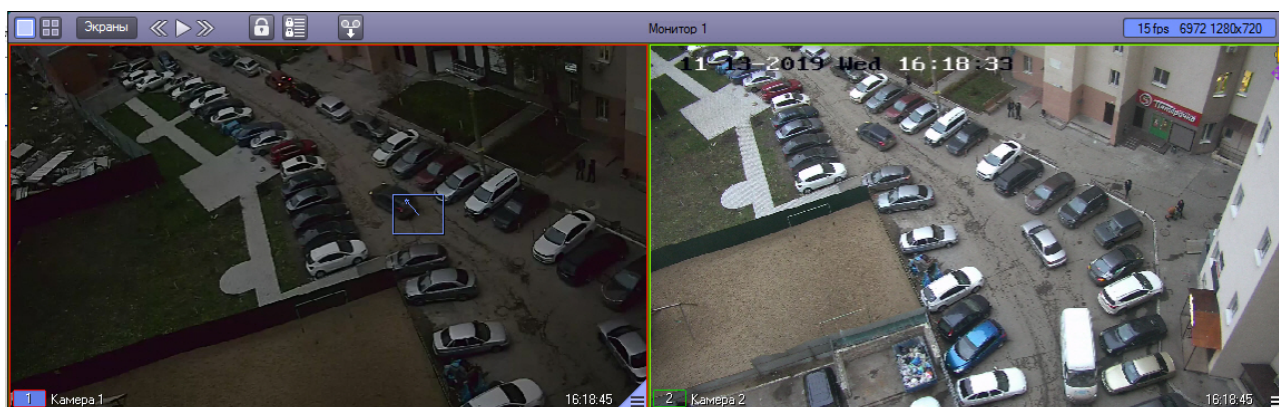 Экраны
Монитор 1
15 fps 6972 1280x720
11-13-2019 Wed 16:18:33
Пятёрочка
1 Камера 1 16:18:45
2 Камера 2 16:18:45